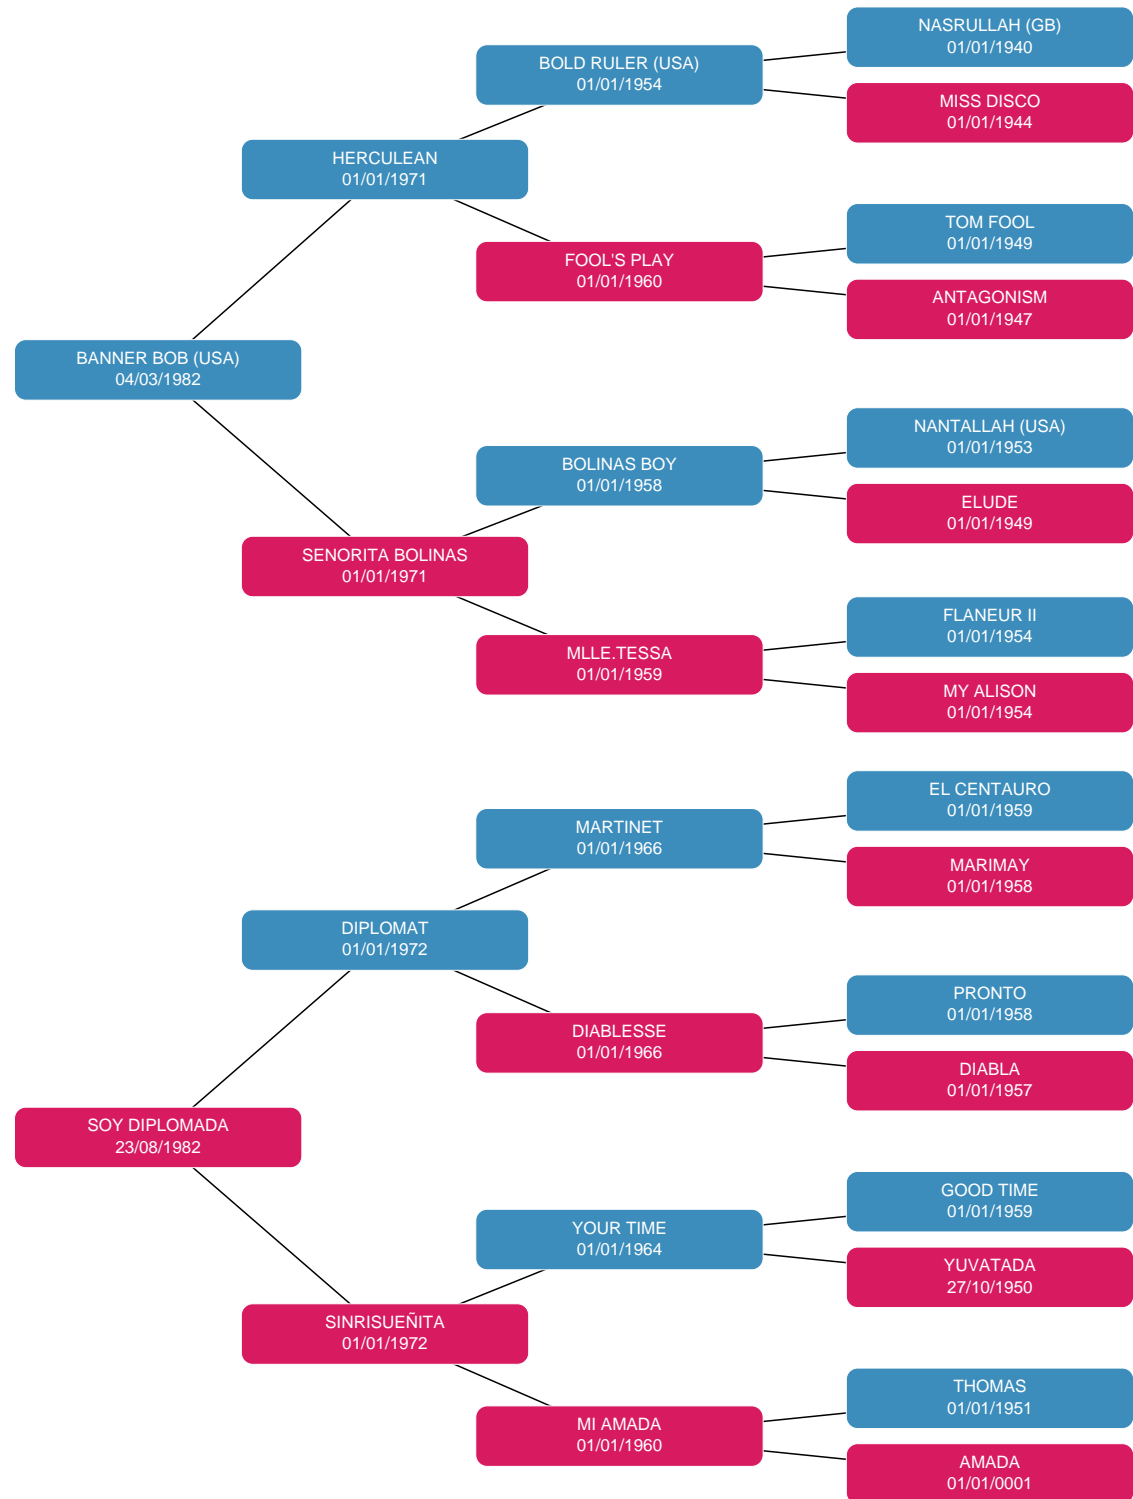 NASRULLAH (GB)
01/01/1940
BOLD RULER (USA)
01/01/1954
MISS DISCO
01/01/1944
HERCULEAN
01/01/1971
TOM FOOL
01/01/1949
FOOL'S PLAY
01/01/1960
ANTAGONISM
01/01/1947
BANNER BOB (USA)
04/03/1982
NANTALLAH (USA)
01/01/1953
BOLINAS BOY
01/01/1958
ELUDE
01/01/1949
SENORITA BOLINAS
01/01/1971
FLANEUR II
01/01/1954
MLLE.TESSA
01/01/1959
MY ALISON
01/01/1954
EL CENTAURO
01/01/1959
MARTINET
01/01/1966
MARIMAY
01/01/1958
DIPLOMAT
01/01/1972
PRONTO
01/01/1958
DIABLESSE
01/01/1966
DIABLA
01/01/1957
SOY DIPLOMADA
23/08/1982
GOOD TIME
01/01/1959
YOUR TIME
01/01/1964
YUVATADA
27/10/1950
SINRISUEÑITA
01/01/1972
THOMAS
01/01/1951
MI AMADA
01/01/1960
AMADA
01/01/0001